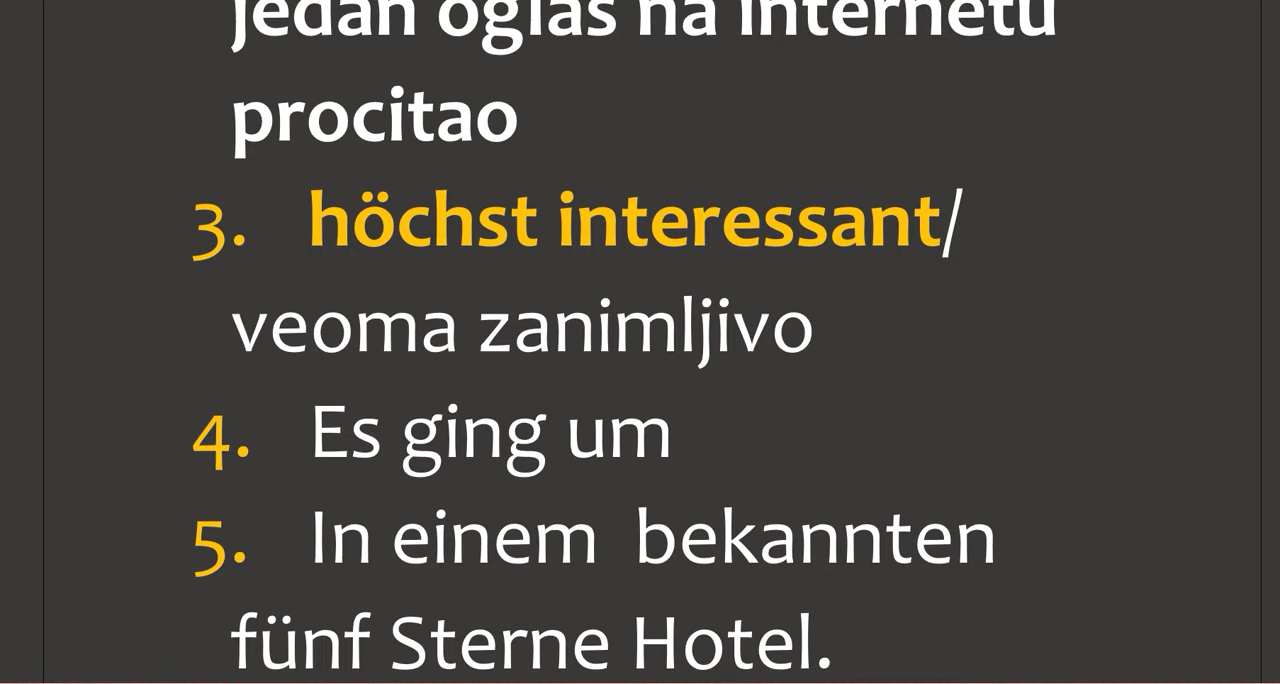 jedan oglas na internetu
procitao
3. höchst interessant/
veoma zanimljivo
4. Es ging um
5. In einem  bekannten
fünf Sterne Hotel.